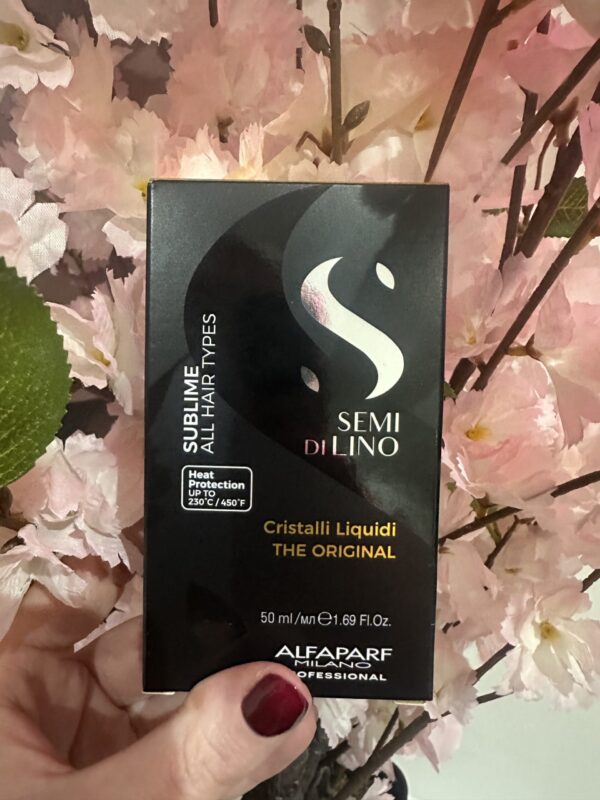 SUBLIME
ALL HAIR TYPES
Heat
Protection
UP TO
230°C / 450°F
SEMI
DI LINO
Cristalli Liquidi
THE ORIGINAL
50 ml/мл℮1.69 Fl.Oz.
ALFAPARF
MILANO
PROFESSIONAL